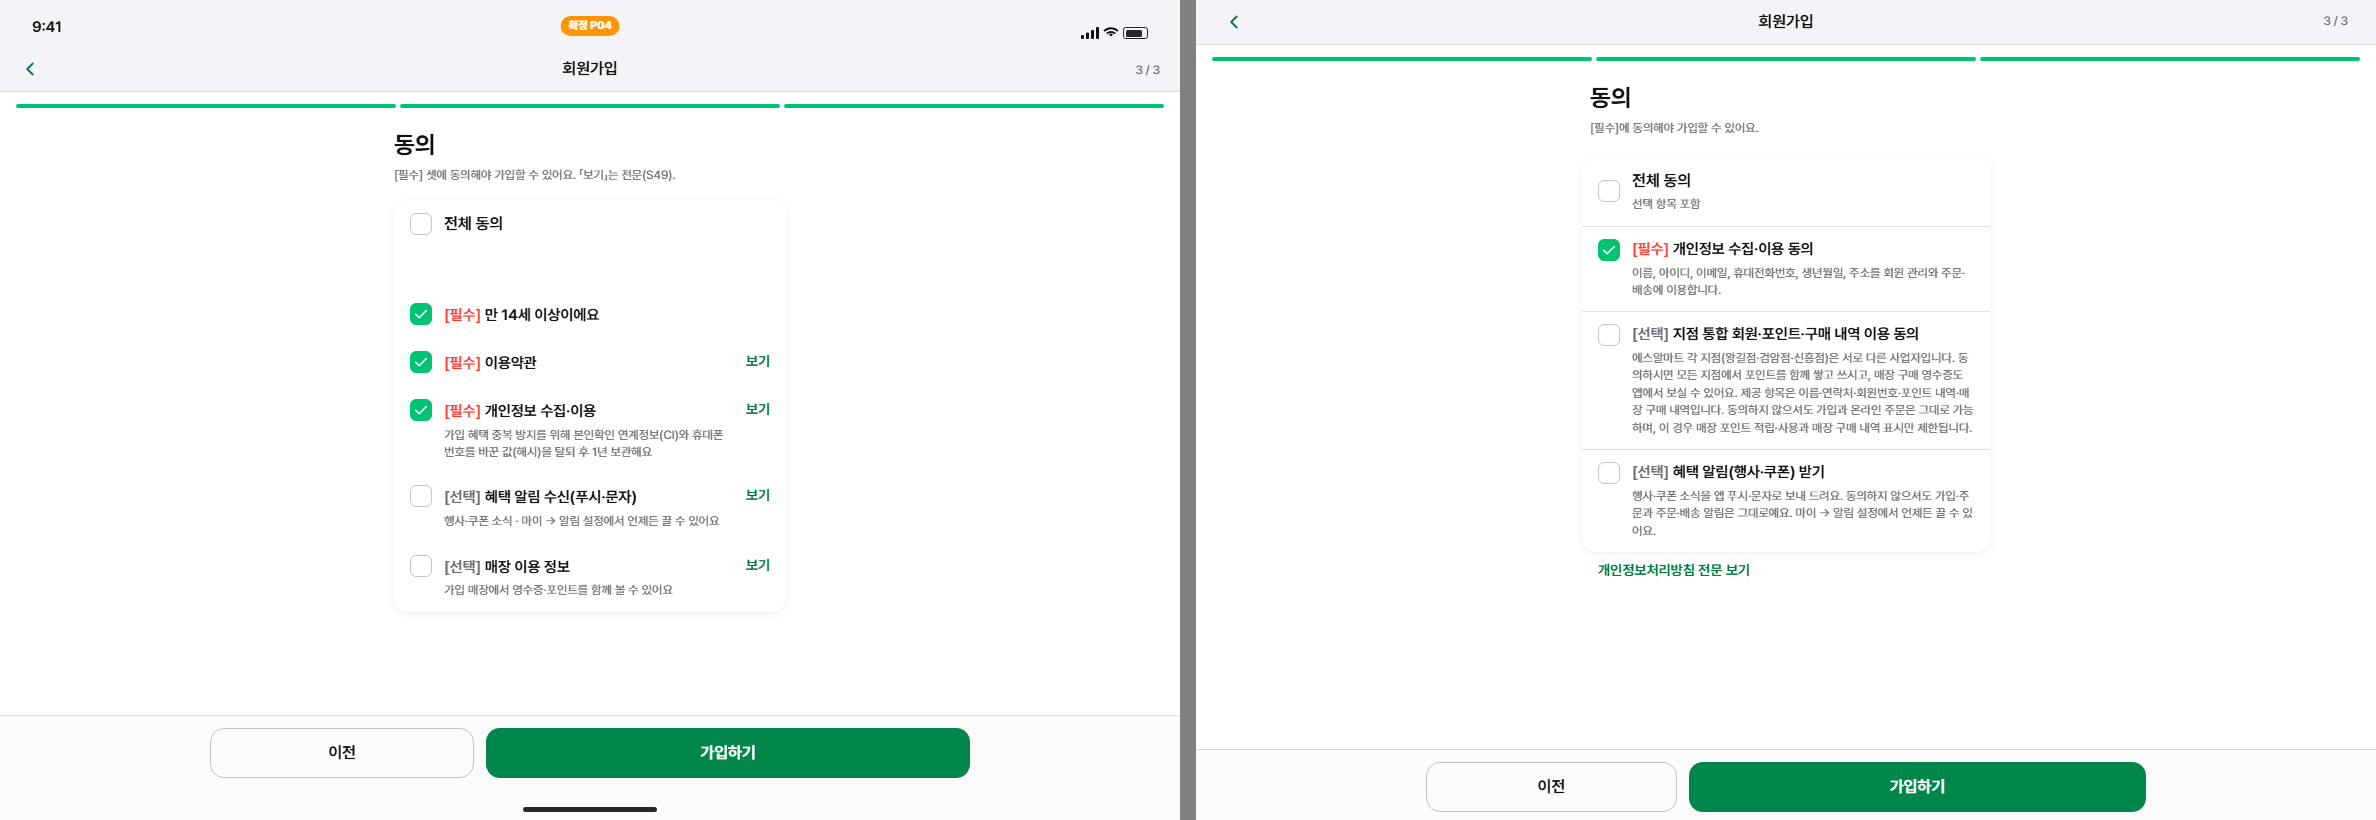 9:41
확정 P04
회원가입
3 / 3
동의
[필수] 셋에 동의해야 가입할 수 있어요. 「보기」는 전문(S49).
전체 동의
[필수] 만 14세 이상이에요
[필수] 이용약관
보기
[필수] 개인정보 수집·이용
보기
가입 혜택 중복 방지를 위해 본인확인 연계정보(CI)와 휴대폰
번호를 바꾼 값(해시)을 탈퇴 후 1년 보관해요
[선택] 혜택 알림 수신(푸시·문자)
보기
행사·쿠폰 소식 · 마이 → 알림 설정에서 언제든 끌 수 있어요
[선택] 매장 이용 정보
보기
가입 매장에서 영수증·포인트를 함께 볼 수 있어요
이전
가입하기
회원가입
3 / 3
동의
[필수]에 동의해야 가입할 수 있어요.
전체 동의
선택 항목 포함
[필수] 개인정보 수집·이용 동의
이름, 아이디, 이메일, 휴대전화번호, 생년월일, 주소를 회원 관리와 주문·
배송에 이용합니다.
[선택] 지점 통합 회원·포인트·구매 내역 이용 동의
에스알마트 각 지점(왕길점·검암점·신흥점)은 서로 다른 사업자입니다. 동
의하시면 모든 지점에서 포인트를 함께 쌓고 쓰시고, 매장 구매 영수증도
앱에서 보실 수 있어요. 제공 항목은 이름·연락처·회원번호·포인트 내역·매
장 구매 내역입니다. 동의하지 않으셔도 가입과 온라인 주문은 그대로 가능
하며, 이 경우 매장 포인트 적립·사용과 매장 구매 내역 표시만 제한됩니다.
[선택] 혜택 알림(행사·쿠폰) 받기
행사·쿠폰 소식을 앱 푸시·문자로 보내 드려요. 동의하지 않으셔도 가입·주
문과 주문·배송 알림은 그대로예요. 마이 → 알림 설정에서 언제든 끌 수 있
어요.
개인정보처리방침 전문 보기
이전
가입하기